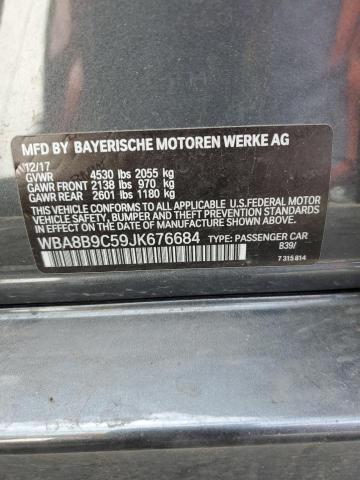 MFD BY BAYERISCHE MOTOREN WERKE AG
12/17
GVWR 4530 lbs 2055 kg
GAWR FRONT 2138 lbs 970 kg
GAWR REAR 2601 lbs 1180 kg
THIS VEHICLE CONFORMS TO ALL APPLICABLE U.S.FEDERAL MOTOR
VEHICLE SAFETY, BUMPER AND THEFT PREVENTION STANDARDS IN
EFFECT ON THE DATE OF MANUFACTURE SHOWN ABOVE.
WBA8B9C59JK676684 TYPE: PASSENGER CAR
B39/
7 315 814